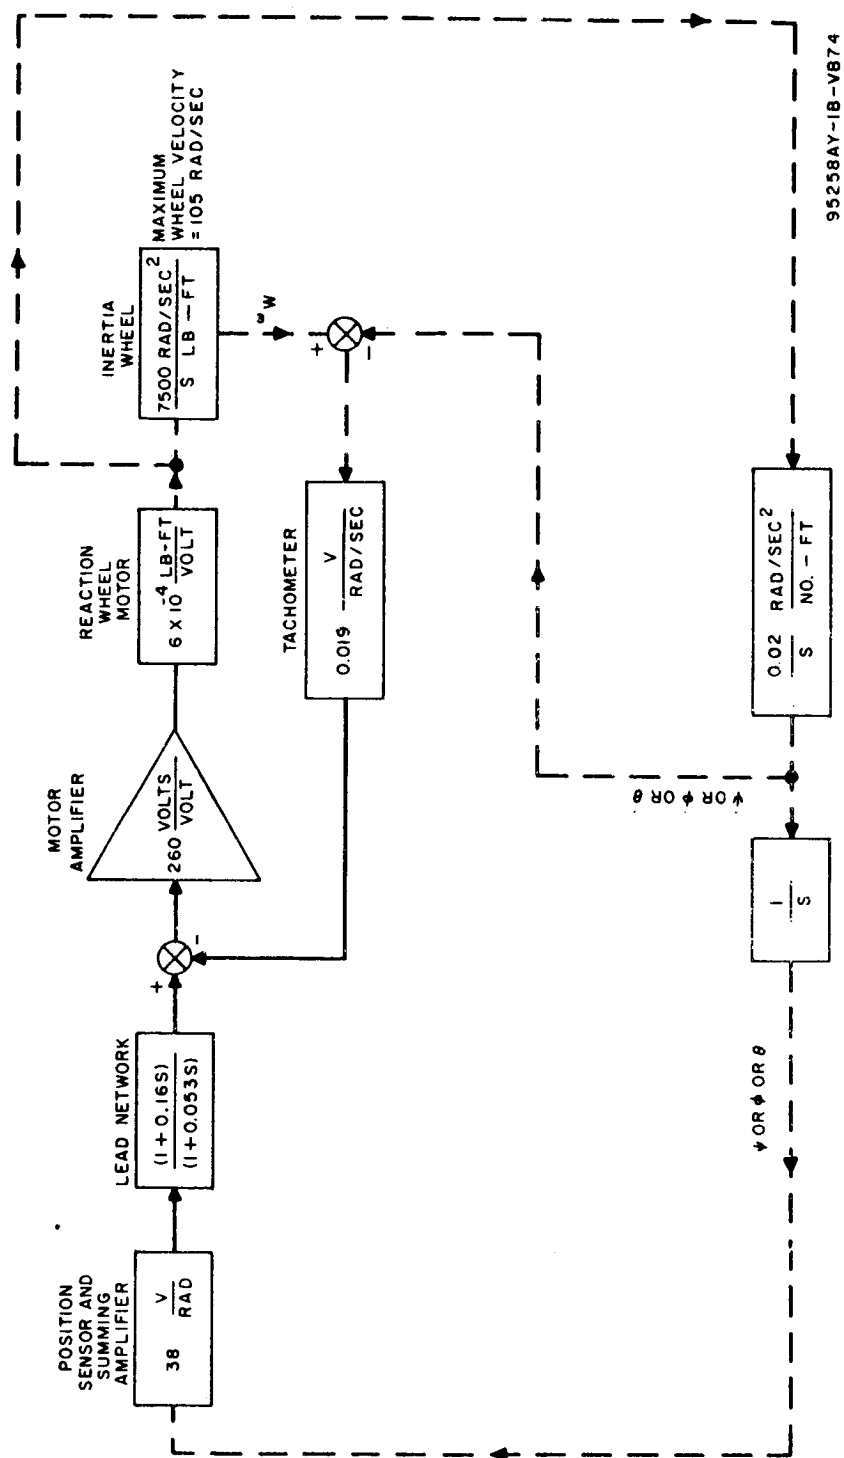 POSITION
SENSOR AND
SUMMING
AMPLIFIER
38 V
RAD
LEAD NETWORK
(1 + 0.16S)
(1 + 0.053S)
+
-
MOTOR
AMPLIFIER
260 VOLTS
VOLT
REACTION
WHEEL
MOTOR
6 X 10⁻⁴ LB-FT
VOLT
INERTIA
WHEEL
7500 RAD/SEC²
S LB - FT
MAXIMUM
WHEEL VELOCITY
= 105 RAD/SEC
ωW
+
-
TACHOMETER
0.019 V
RAD/SEC
ψ̇ OR φ̇ OR θ̇
0.02 RAD/SEC²
S NO. - FT
1
S
ψ OR φ OR θ
95258AY-1B-VB74